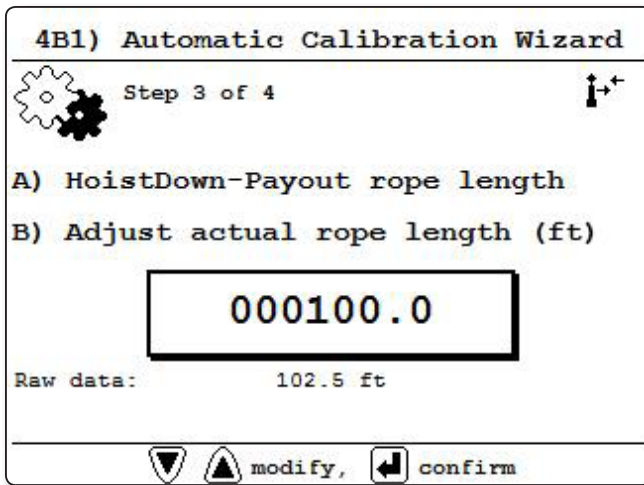 4B1) Automatic Calibration Wizard
Step 3 of 4
A) HoistDown-Payout rope length
B) Adjust actual rope length (ft)
000100.0
Raw data: 102.5 ft
modify, confirm